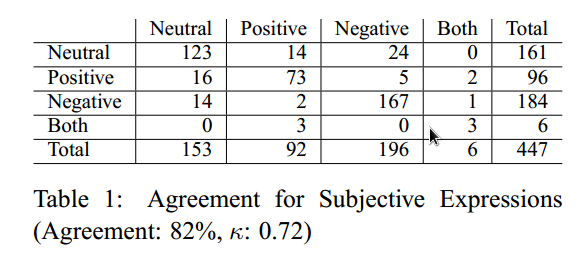 Neutral Positive Negative Both Total
Neutral 123 14 24 0 161
Positive 16 73 5 2 96
Negative 14 2 167 1 184
Both 0 3 0 3 6
Total 153 92 196 6 447
Table 1: Agreement for Subjective Expressions
(Agreement: 82%, κ: 0.72)